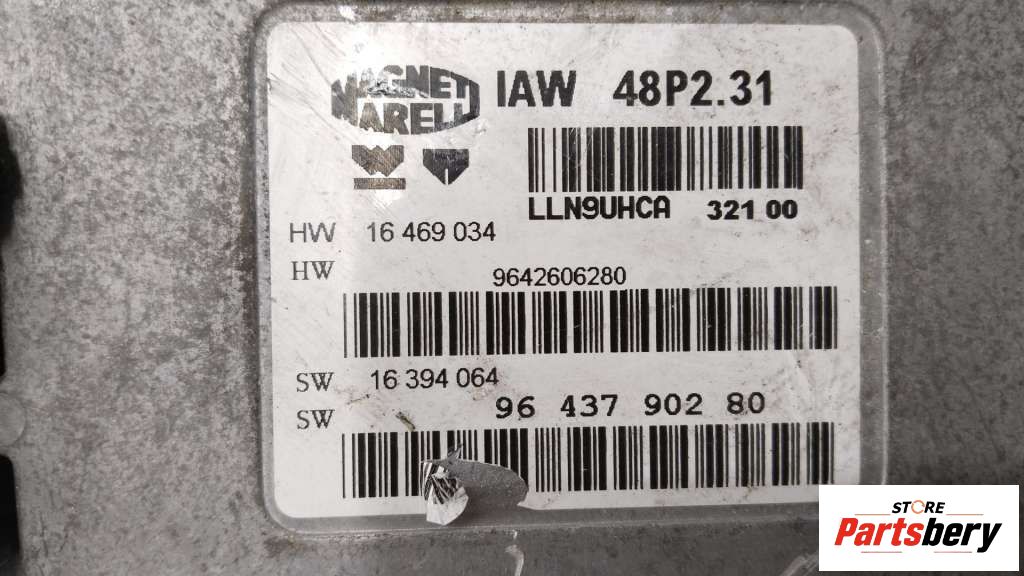 MAGNETI
MARELLI
IAW 48P2.31
LLN9UHCA 321 00
HW 16 469 034
HW 9642606280
SW 16 394 064
SW 96 437 902 80
STORE
Partsbery